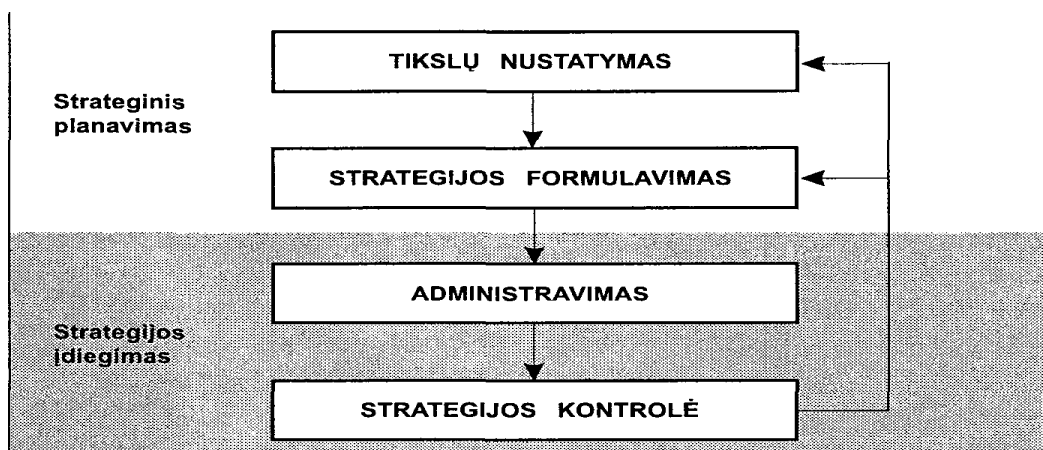 TIKSLŲ NUSTATYMAS
Strateginis
planavimas
STRATEGIJOS FORMULAVIMAS
ADMINISTRAVIMAS
Strategijos
įdiegimas
STRATEGIJOS KONTROLĖ